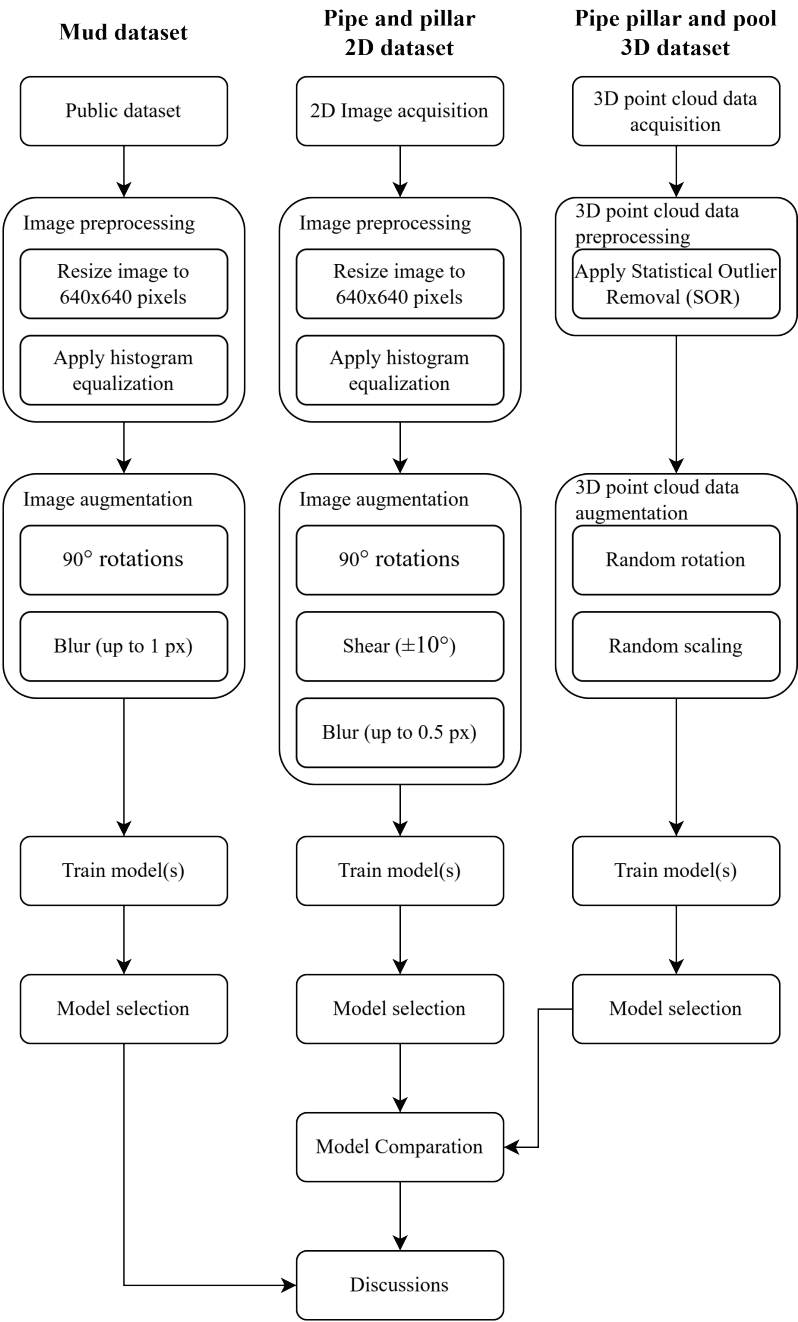 Mud dataset
Public dataset
Image preprocessing
Resize image to
640x640 pixels
Apply histogram
equalization
Image augmentation
90° rotations
Blur (up to 1 px)
Train model(s)
Model selection
Pipe and pillar
2D dataset
2D Image acquisition
Image preprocessing
Resize image to
640x640 pixels
Apply histogram
equalization
Image augmentation
90° rotations
Shear (±10°)
Blur (up to 0.5 px)
Train model(s)
Model selection
Pipe pillar and pool
3D dataset
3D point cloud data
acquisition
3D point cloud data
preprocessing
Apply Statistical Outlier
Removal (SOR)
3D point cloud data
augmentation
Random rotation
Random scaling
Train model(s)
Model selection
Model Comparation
Discussions